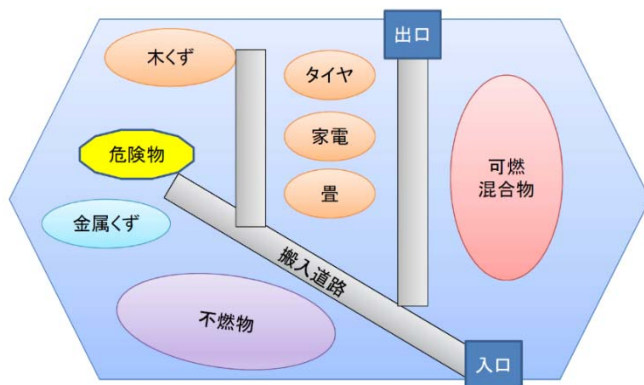 出口
木くず
タイヤ
家電
危険物
可燃
混合物
畳
金属くず
搬入道路
不燃物
入口